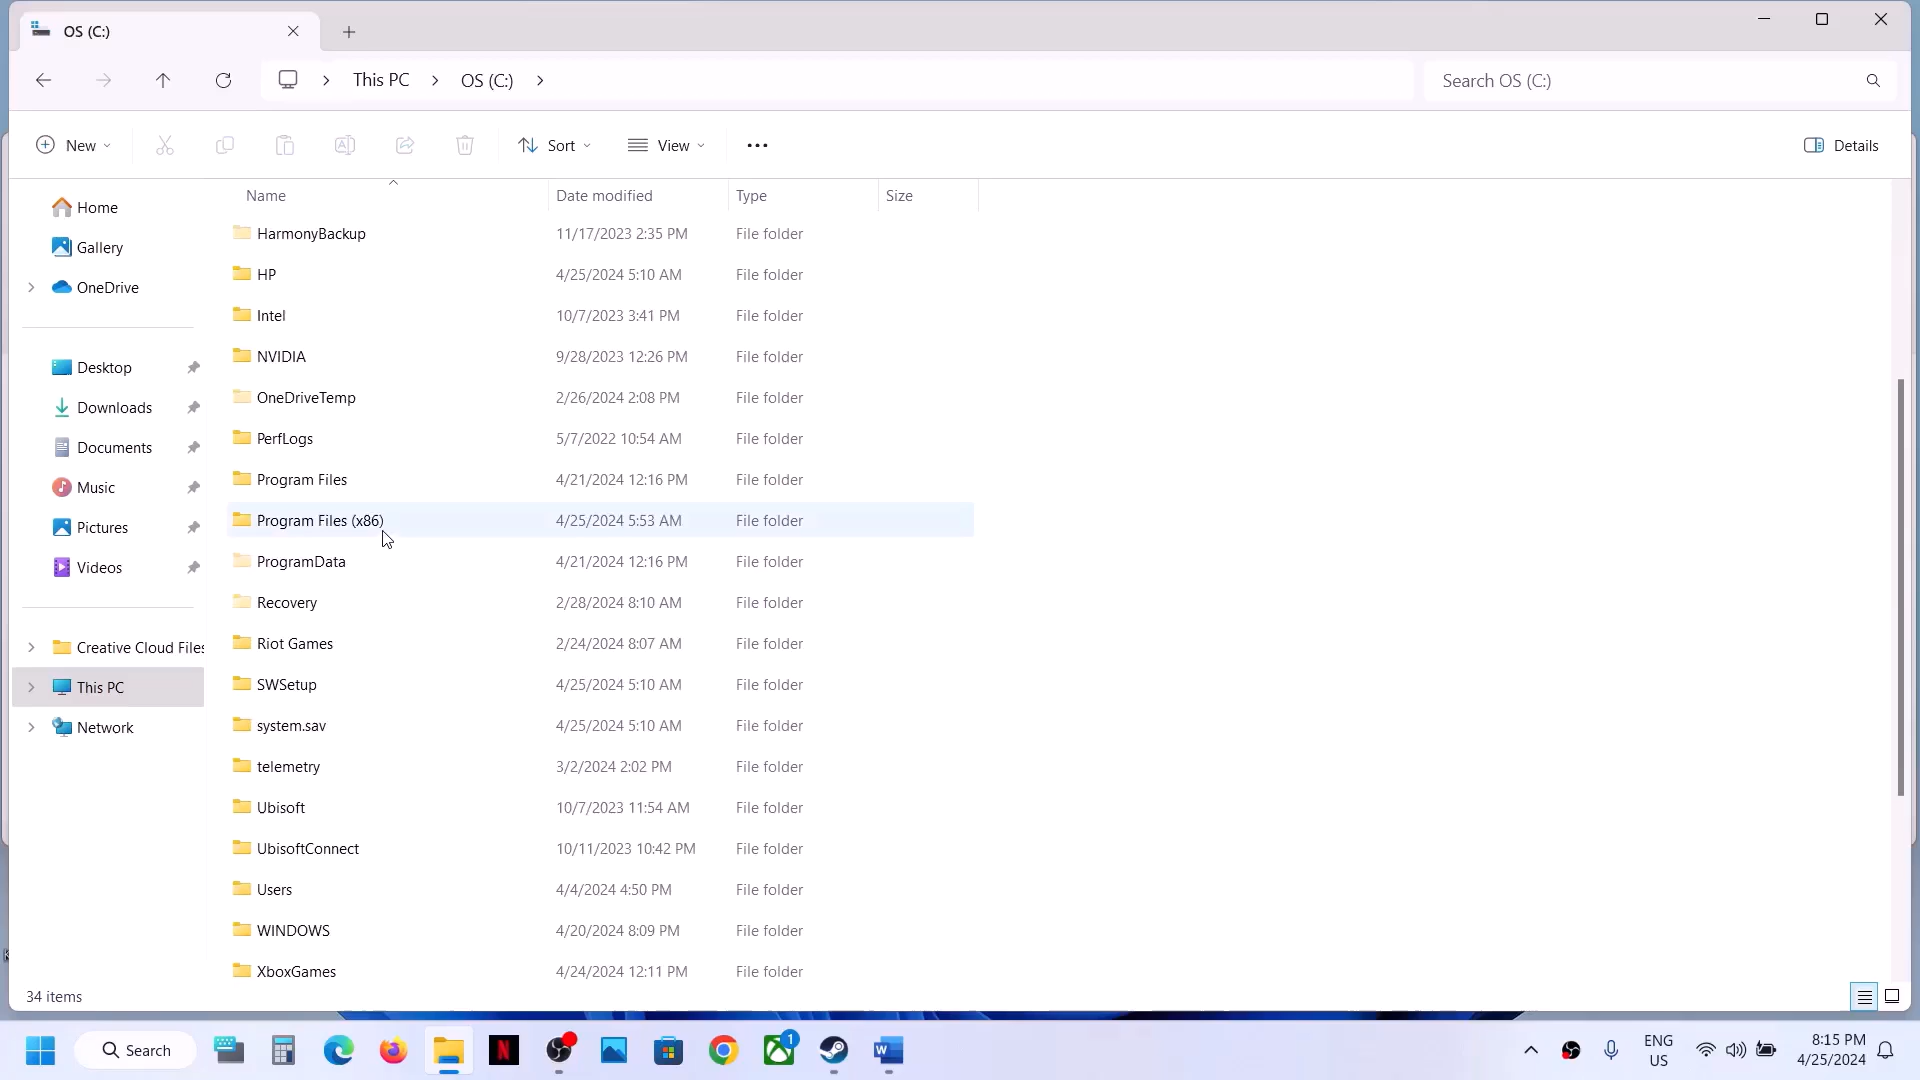 OS (C:)
This PC
OS (C:)
Search OS (C:)
New
Sort
View
Details
Name
Date modified
Type
Size
Home
Gallery
OneDrive
Desktop
Downloads
Documents
Music
Pictures
Videos
Creative Cloud Files
This PC
Network
HarmonyBackup 11/17/2023 2:35 PM File folder
HP 4/25/2024 5:10 AM File folder
Intel 10/7/2023 3:41 PM File folder
NVIDIA 9/28/2023 12:26 PM File folder
OneDriveTemp 2/26/2024 2:08 PM File folder
PerfLogs 5/7/2022 10:54 AM File folder
Program Files 4/21/2024 12:16 PM File folder
Program Files (x86) 4/25/2024 5:53 AM File folder
ProgramData 4/21/2024 12:16 PM File folder
Recovery 2/28/2024 8:10 AM File folder
Riot Games 2/24/2024 8:07 AM File folder
SWSetup 4/25/2024 5:10 AM File folder
system.sav 4/25/2024 5:10 AM File folder
telemetry 3/2/2024 2:02 PM File folder
Ubisoft 10/7/2023 11:54 AM File folder
UbisoftConnect 10/11/2023 10:42 PM File folder
Users 4/4/2024 4:50 PM File folder
WINDOWS 4/20/2024 8:09 PM File folder
XboxGames 4/24/2024 12:11 PM File folder
34 items
Search
N
1
W
ENG
US
8:15 PM
4/25/2024